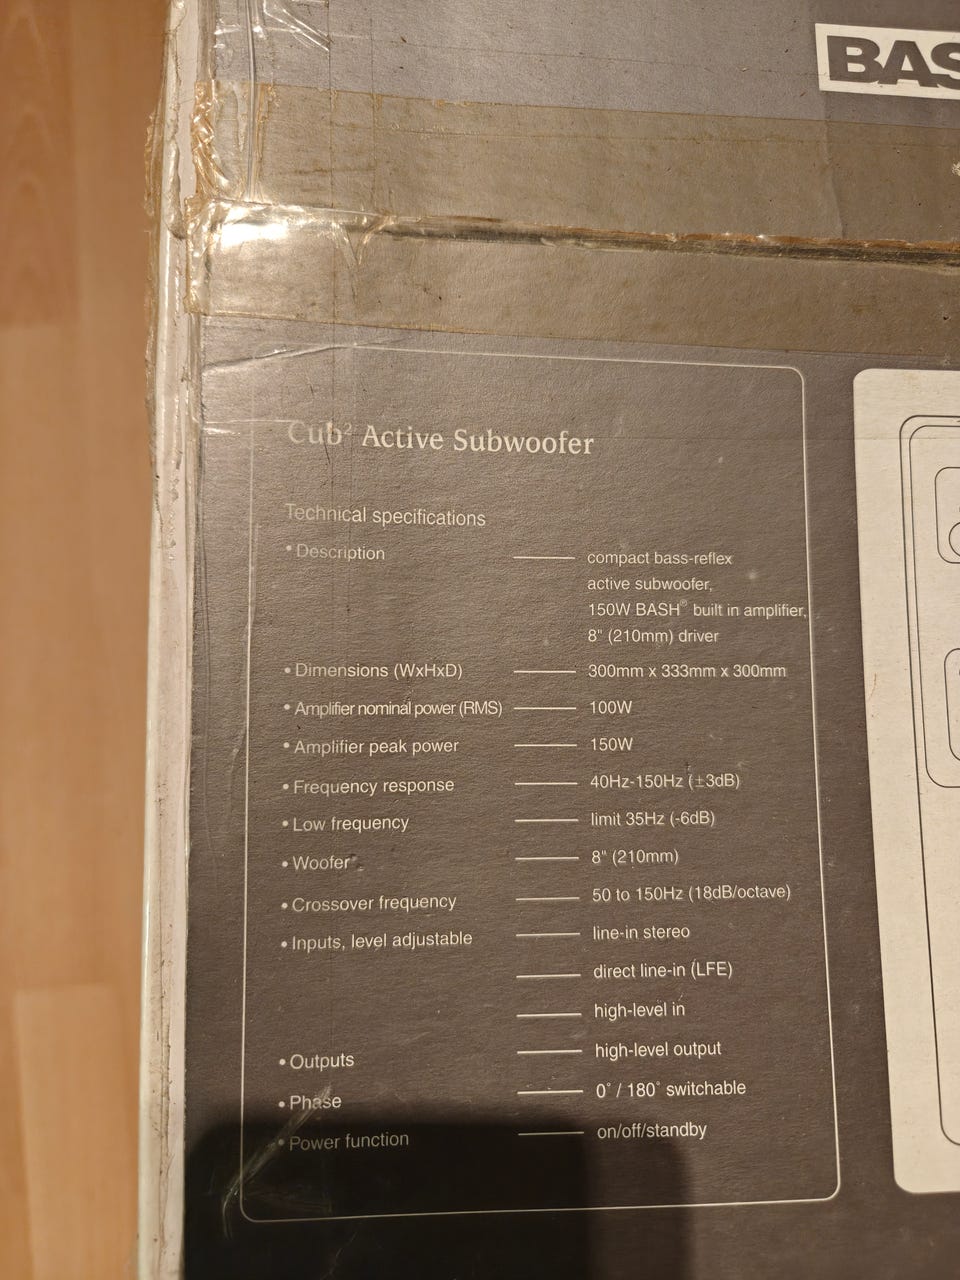 BAS
Cub² Active Subwoofer
Technical specifications
• Description compact bass-reflex
active subwoofer,
150W BASH® built in amplifier,
8" (210mm) driver
• Dimensions (WxHxD) 300mm x 333mm x 300mm
• Amplifier nominal power (RMS) 100W
• Amplifier peak power 150W
• Frequency response 40Hz-150Hz (±3dB)
• Low frequency limit 35Hz (-6dB)
• Woofer 8" (210mm)
• Crossover frequency 50 to 150Hz (18dB/octave)
• Inputs, level adjustable line-in stereo
direct line-in (LFE)
high-level in
• Outputs high-level output
• Phase 0° / 180° switchable
• Power function on/off/standby